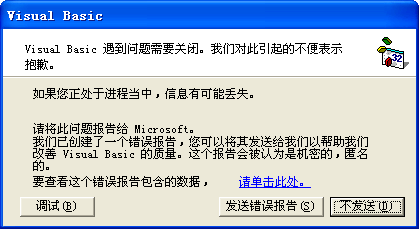 Visual Basic
Visual Basic 遇到问题需要关闭。我们对此引起的不便表示
抱歉。
32
如果您正处于进程当中，信息有可能丢失。
请将此问题报告给 Microsoft。
我们已创建了一个错误报告，您可以将其发送给我们以帮助我们
改善 Visual Basic 的质量。这个报告会被认为是机密的，匿名
的。
要查看这个错误报告包含的数据， 请单击此处。
调试(B) 发送错误报告(S) 不发送(D)